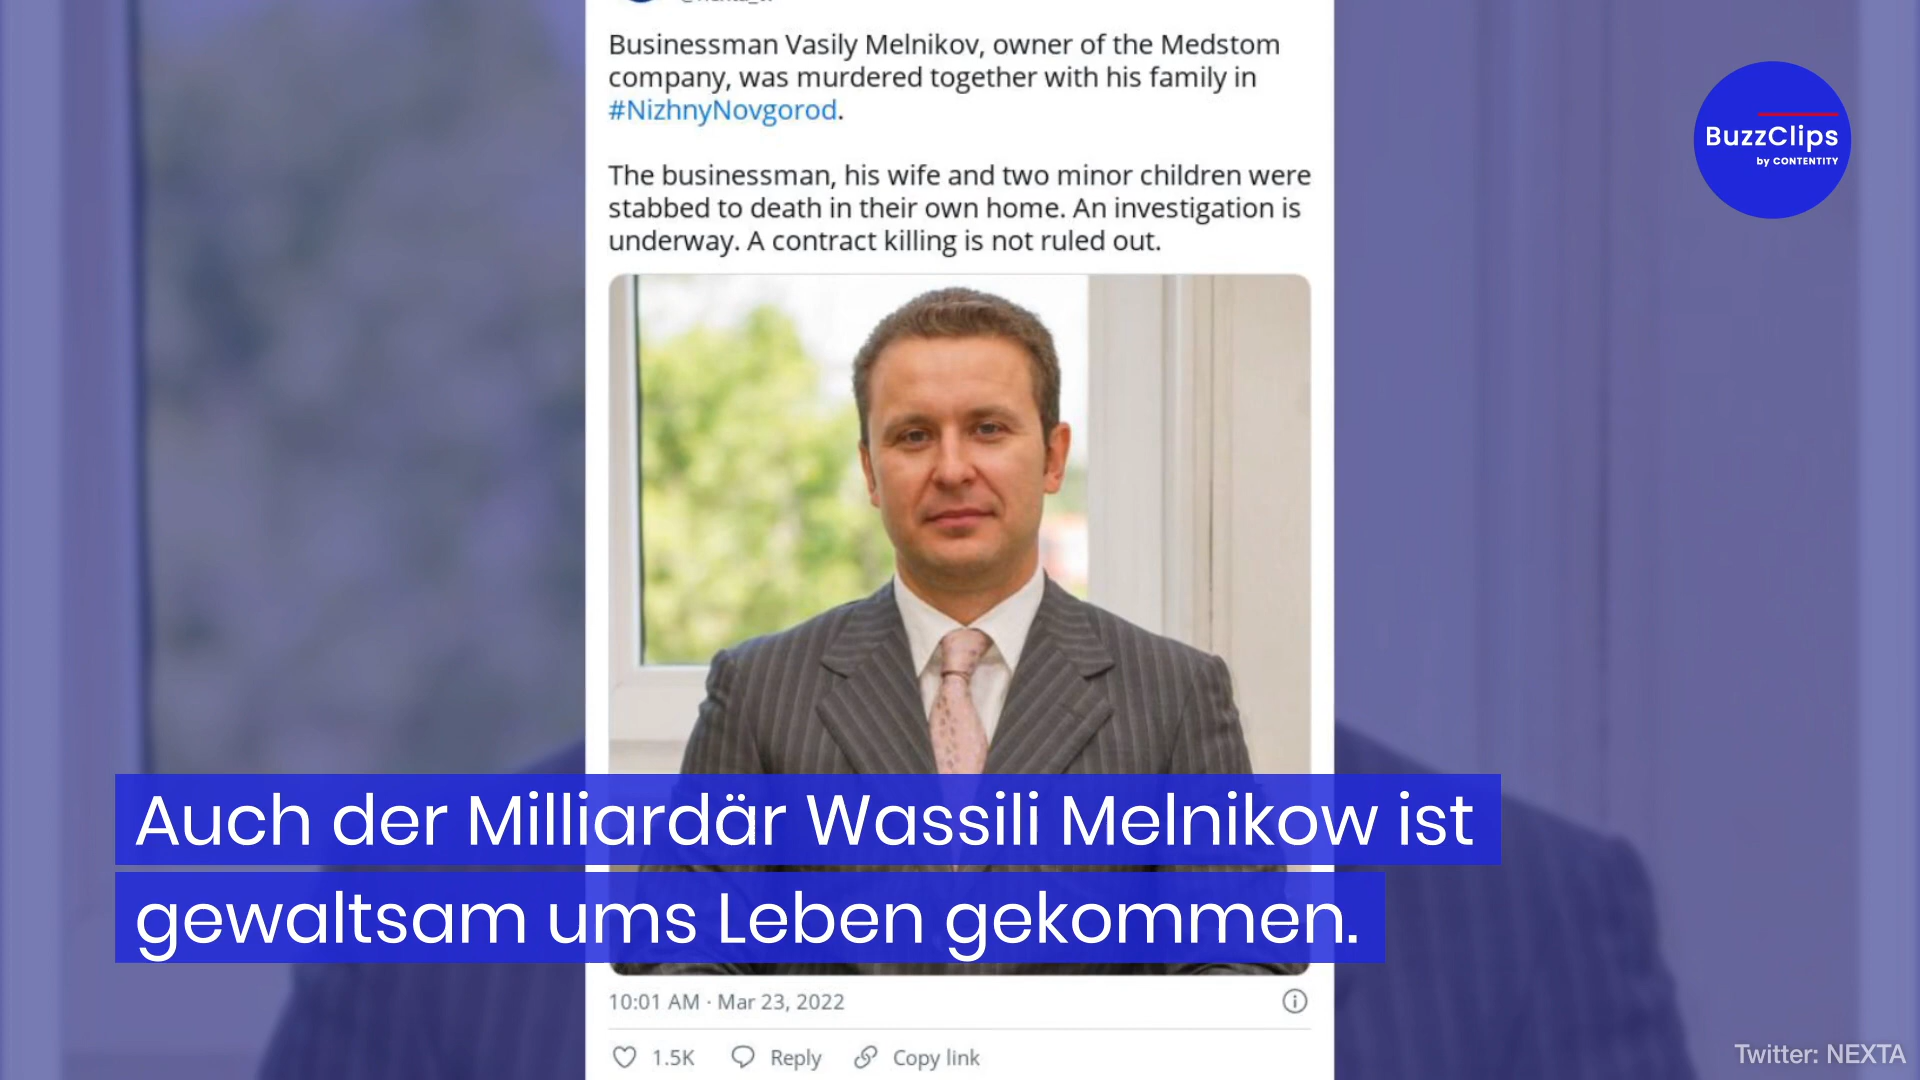 Businessman Vasily Melnikov, owner of the Medstom
company, was murdered together with his family in
#NizhnyNovgorod.
The businessman, his wife and two minor children were
stabbed to death in their own home. An investigation is
underway. A contract killing is not ruled out.
BuzzClips
by CONTENTITY
Auch der Milliardär Wassili Melnikow ist
gewaltsam ums Leben gekommen.
10:01 AM · Mar 23, 2022
1.5K Reply Copy link
Twitter: NEXTA